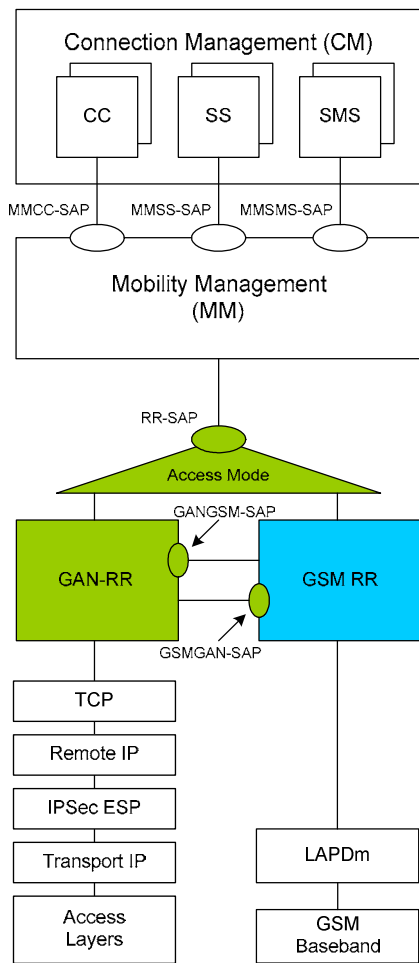 Connection Management (CM)
CC
SS
SMS
MMCC-SAP
MMSS-SAP
MMSMS-SAP
Mobility Management
(MM)
RR-SAP
Access Mode
GANGSM-SAP
GAN-RR
GSM RR
GSMGAN-SAP
TCP
Remote IP
IPSec ESP
Transport IP
LAPDm
Access
Layers
GSM
Baseband